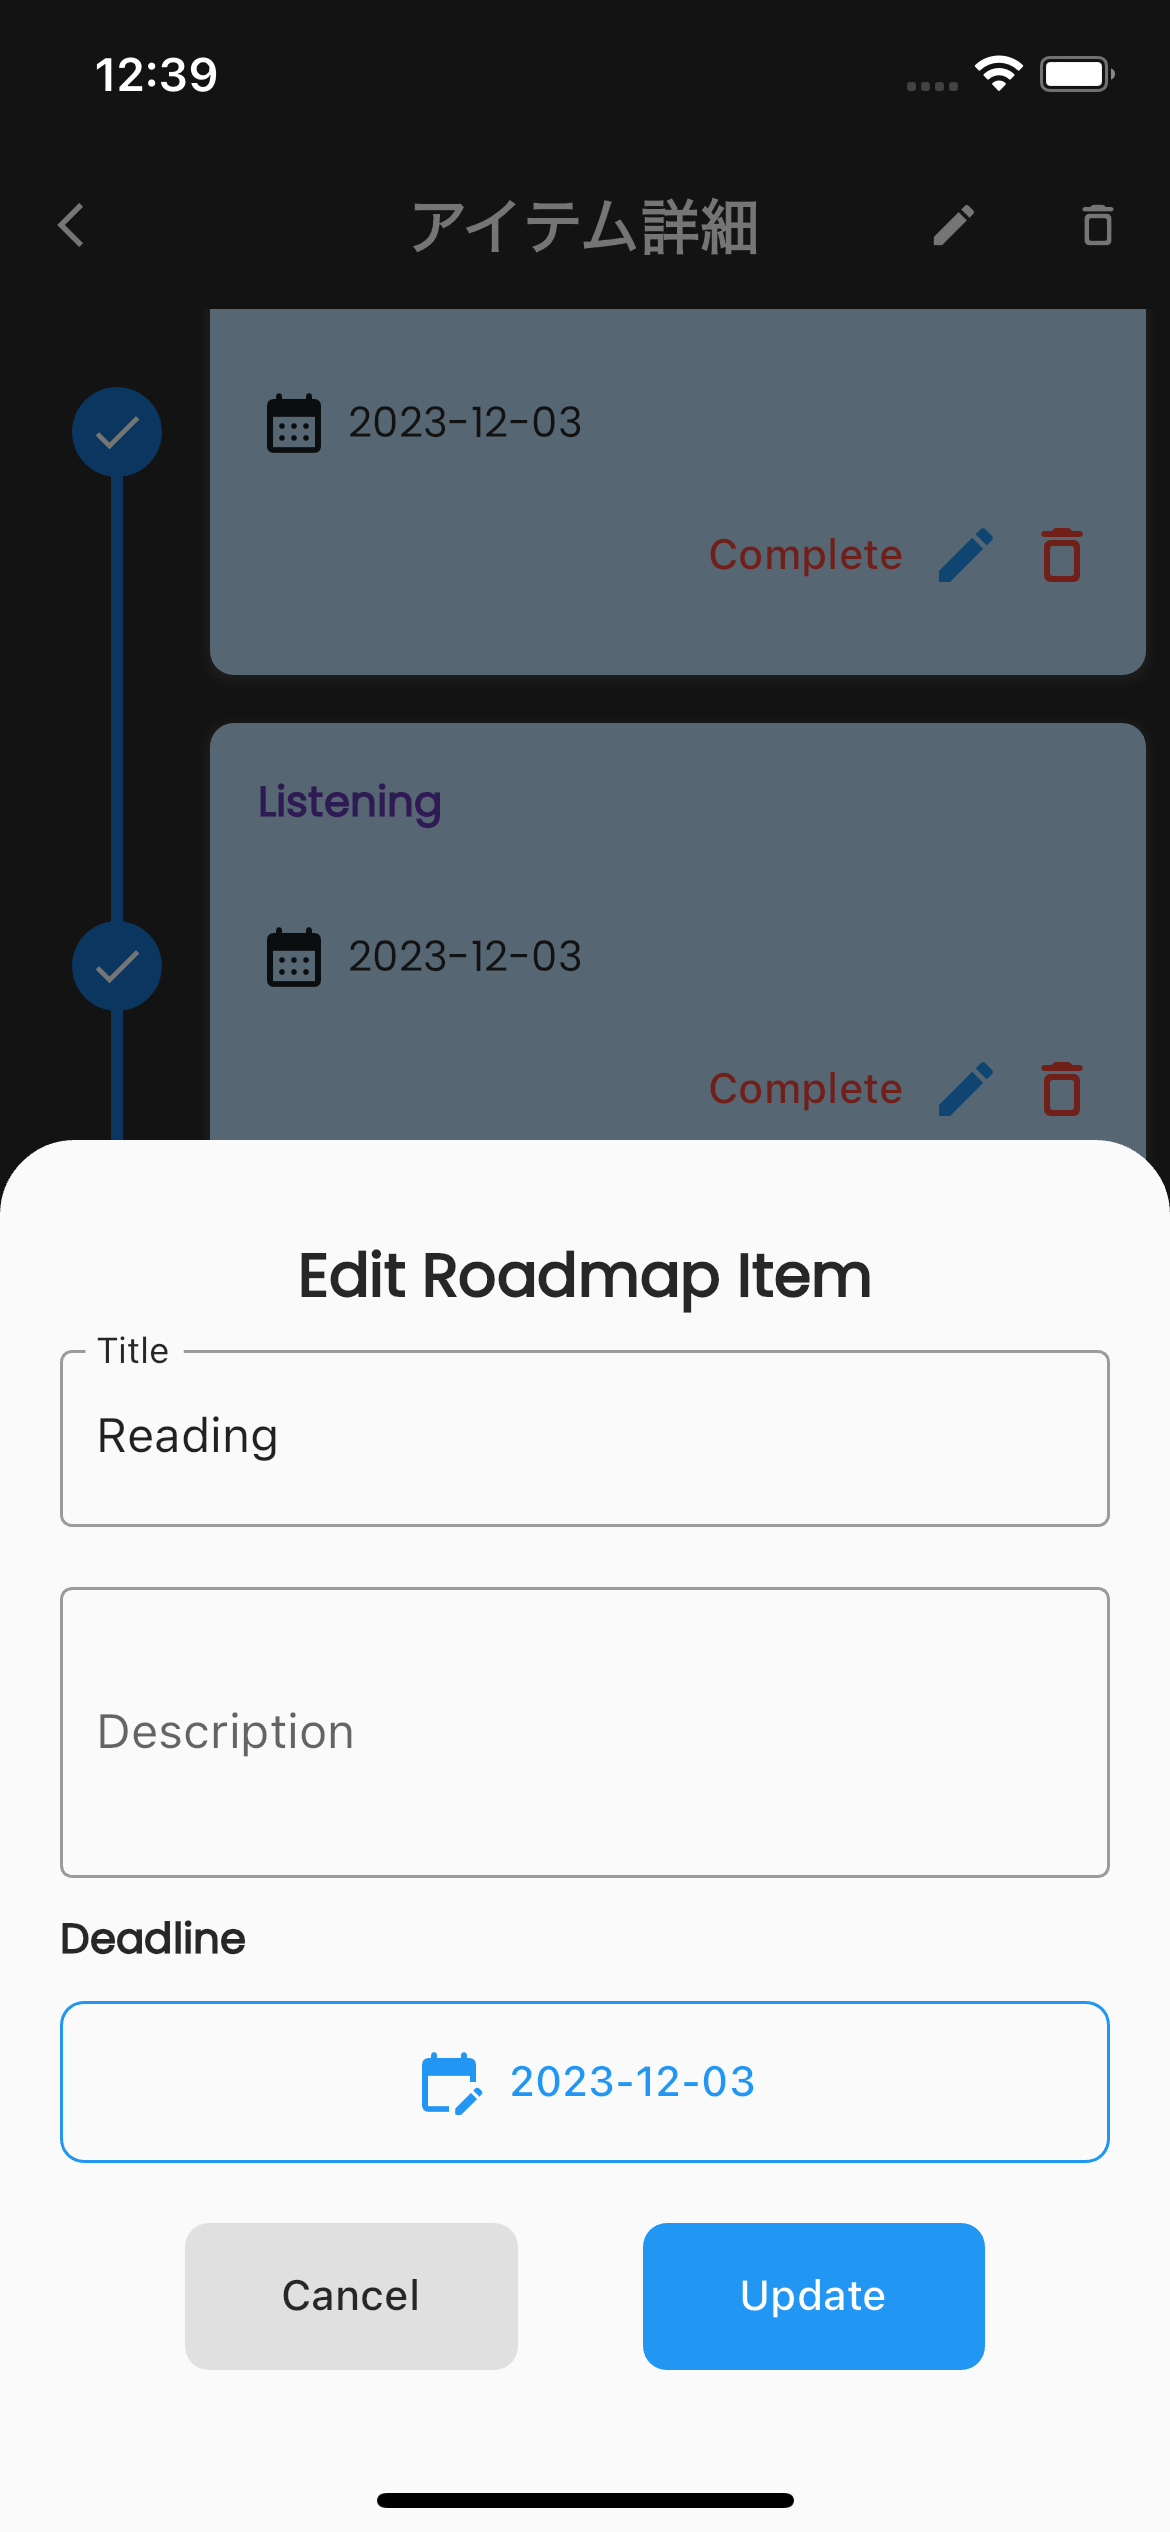 12:39
アイテム詳細
2023-12-03
Complete
Listening
2023-12-03
Complete
Edit Roadmap Item
Title
Reading
Description
Deadline
2023-12-03
Cancel
Update